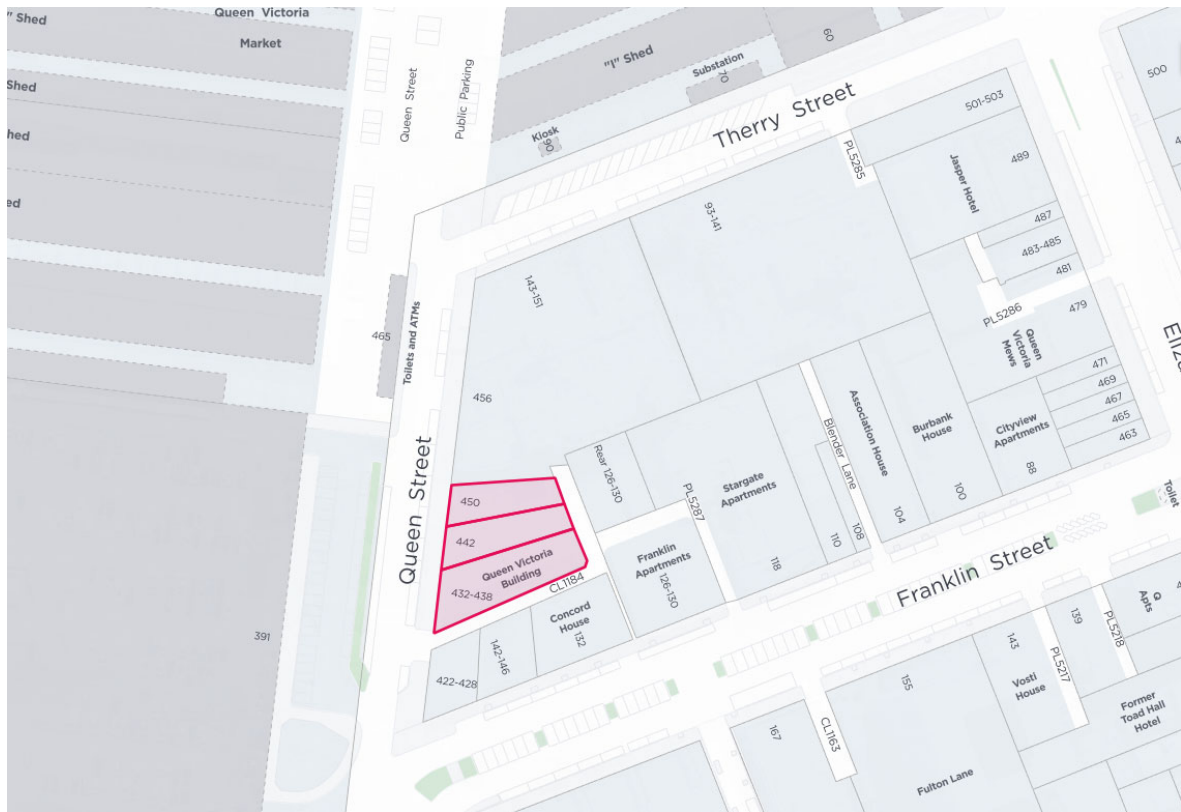 " Shed
Queen Victoria
Market
Shed
Shed
ed
Queen Street
Public Parking
60
"I" Shed
Substation
70
Kiosk
90
Therry Street
501-503
500
PL5285
489
Jasper Hotel
487
483-485
481
479
PL5286
Queen
Victoria
Mews
93-141
143-151
465
Toilets and ATMs
456
Queen Street
Rear 126-130
PL5287
Stargate
Apartments
118
Blender Lane
110
108
Association House
104
Burbank
House
100
Cityview
Apartments
88
471
469
467
465
463
Toilet
450
442
Queen Victoria
Building
432-438
CL1184
Franklin
Apartments
126-130
Concord
House
132
142-146
422-428
Franklin Street
391
167
CL1163
155
Fulton Lane
143
Vosti
House
PL5217
139
PL5218
Q
Apts
Former
Toad Hall
Hotel